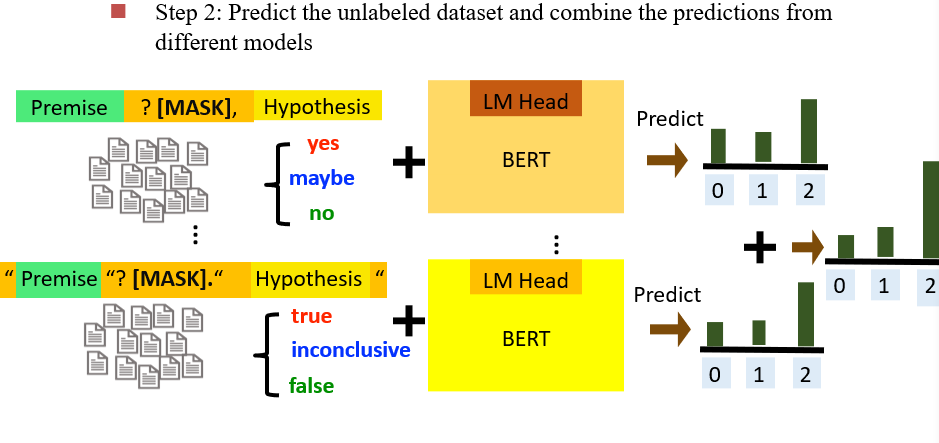 Step 2: Predict the unlabeled dataset and combine the predictions from
different models
Premise ? [MASK], Hypothesis
yes
maybe
no
+
LM Head
BERT
Predict
0 1 2
⋮
⋮
+
0 1 2
“ Premise “? [MASK].“ Hypothesis “
true
inconclusive
false
+
LM Head
BERT
Predict
0 1 2